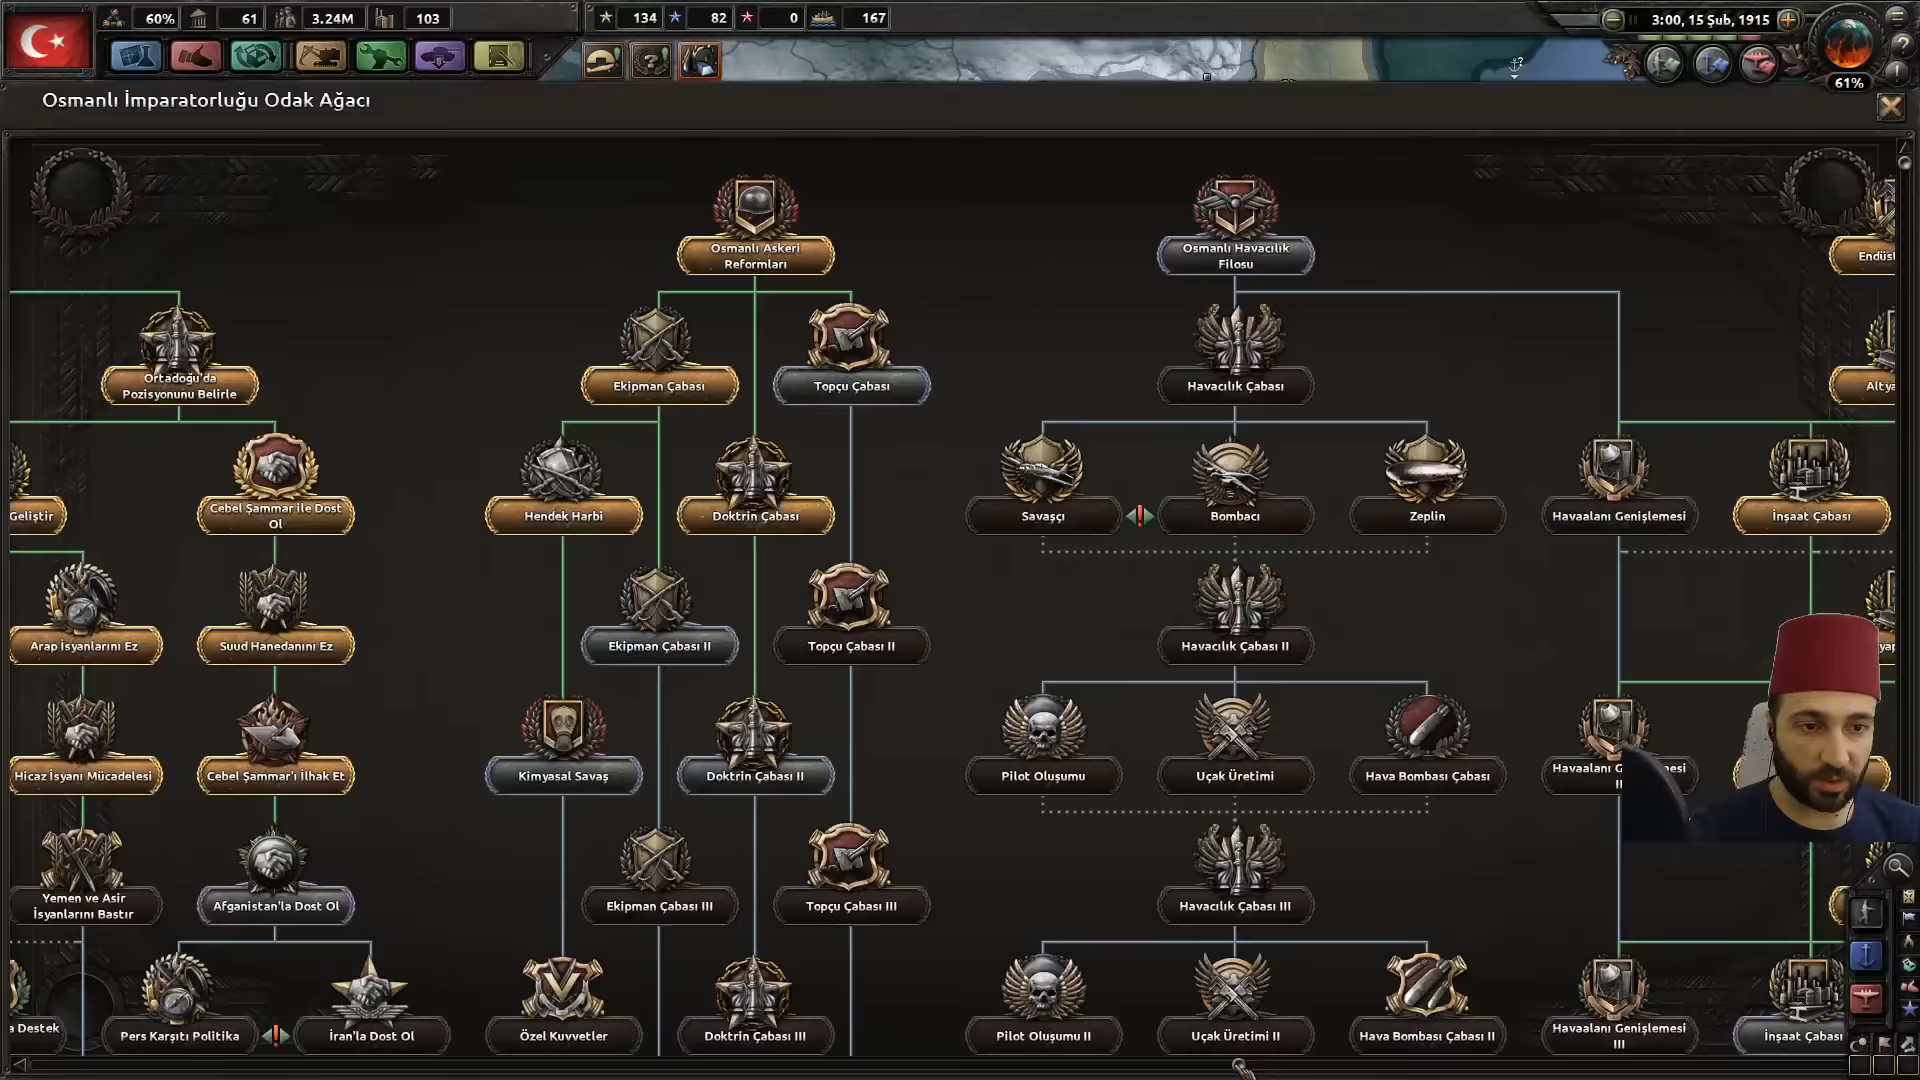 60%
61
3.24M
103
134
82
0
167
3:00, 15 Şub, 1915
61%
Osmanlı İmparatorluğu Odak Ağacı
Osmanlı Askeri
Reformları
Osmanlı Havacılık
Filosu
Ortadoğu'da
Pozisyonunu Belirle
Ekipman Çabası
Topçu Çabası
Havacılık Çabası
Geliştir
Cebel Şammar ile Dost
Ol
Hendek Harbi
Doktrin Çabası
Savaşçı
Bombacı
Zeplin
Havaalanı Genişlemesi
İnşaat Çabası
Arap İsyanlarını Ez
Suud Hanedanını Ez
Ekipman Çabası II
Topçu Çabası II
Havacılık Çabası II
Hicaz İsyanı Mücadelesi
Cebel Şammar'ı İlhak Et
Kimyasal Savaş
Doktrin Çabası II
Pilot Oluşumu
Uçak Üretimi
Hava Bombası Çabası
Yemen ve Asir
İsyanlarını Bastır
Afganistan'la Dost Ol
Ekipman Çabası III
Topçu Çabası III
Havacılık Çabası III
a Destek
Pers Karşıtı Politika
İran'la Dost Ol
Özel Kuvvetler
Doktrin Çabası III
Pilot Oluşumu II
Uçak Üretimi II
Hava Bombası Çabası II
Havaalanı Genişlemesi
III
İnşaat Çabası